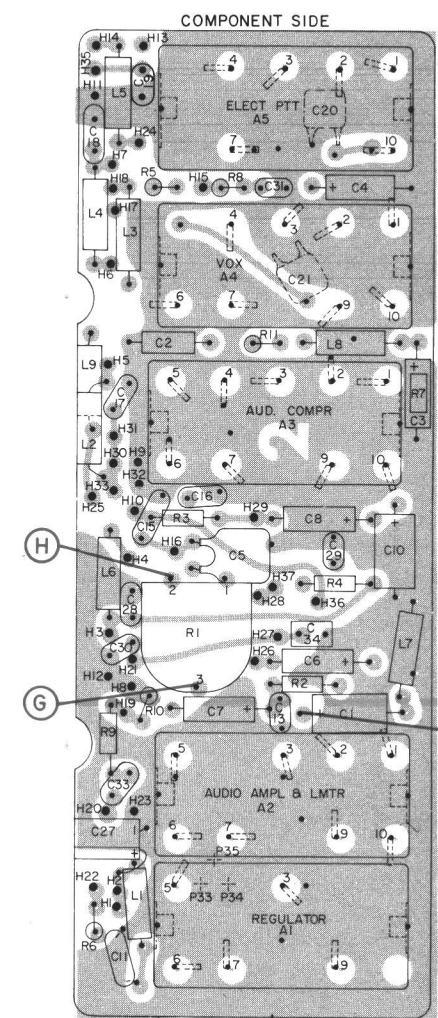 COMPONENT SIDE
H14 H13
H35
H11 L5 C 19
4 3 2 1
ELECT PTT C20
A5
C 18
H24
7 10
H7
H18 R5 H15 R8 C31 + C4
H17
L4 L3
4 3 2 1
VOX
A4 C21
H6
6 7 9 10
C2 R11 L8
L9 H5
5 4 3 2 1
+
R7
C3
C 17
AUD. COMPR
A3 2
L2 H31
H30 H9
6 7 9 10
H33 H32
H25
H10 C16
C15 R3 H29 C8 +
H
H16 C5
C 29
C10
L6 H4
2 1
H37
R4
C 28
H28 H36
R1
H3
H27 C 34
L7
C30
H26 C6 +
H21
H12
R2
H8 3
G
H19 R10 C7 + C 13 C1 +
R9
5 3 2 1
C33
AUDIO AMPL & LMTR
A2
H20 H23
C27
6 7 9 10
P35
+
H22 H2
5 P33 P34 3
H1 L1
REGULATOR
A1
R6
C11
6 7 9